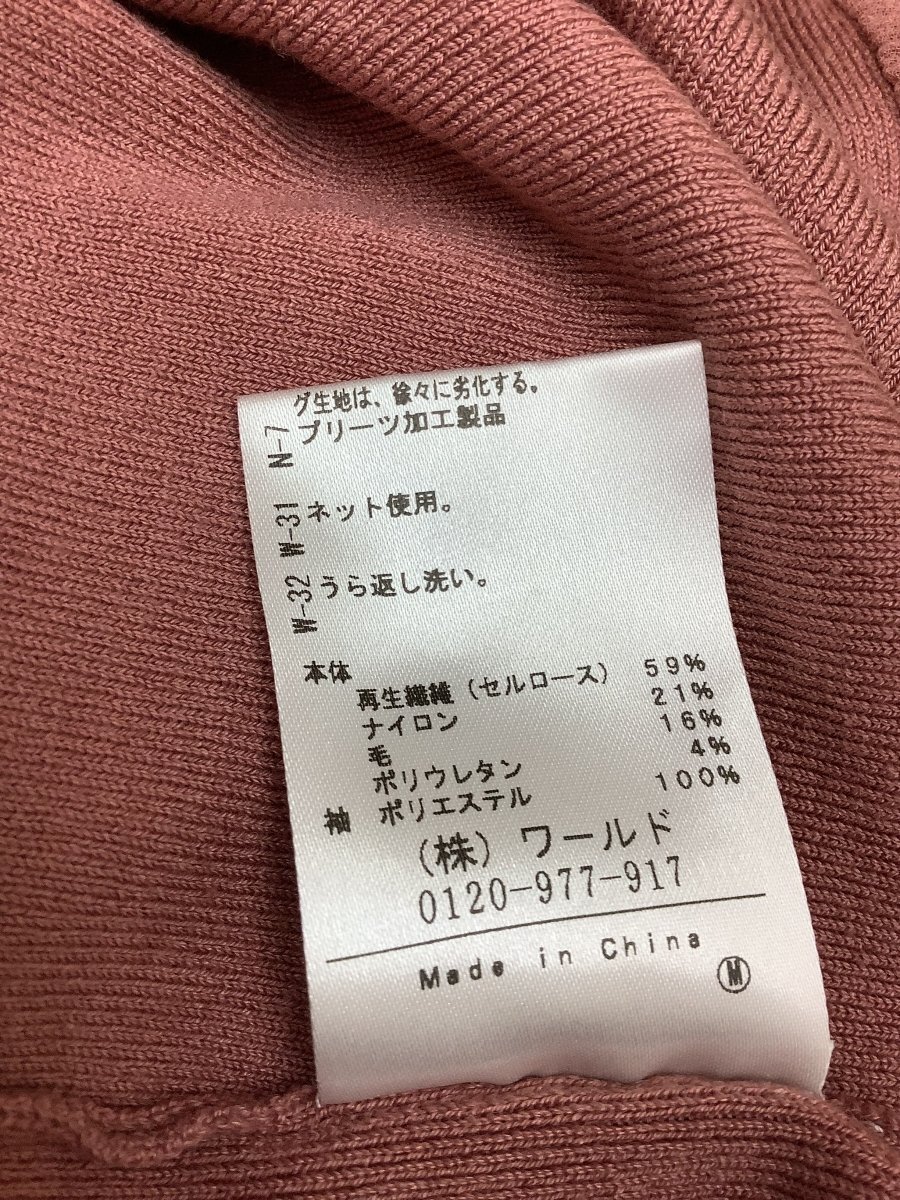 グ生地は、徐々に劣化する。
N-7 プリーツ加工製品
W-31 ネット使用。
W-32 うら返し洗い。
本体
再生繊維（セルロース） 59%
ナイロン 21%
毛 16%
ポリウレタン 4%
袖 ポリエステル 100%
（株）ワールド
0120-977-917
Made in China
M